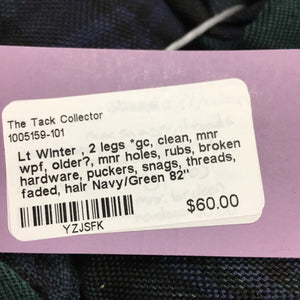 The Tack Collector
1005159-101
Lt Winter , 2 legs *gc, clean, mnr
wpf, older?, mnr holes, rubs, broken
hardware, puckers, snags, threads,
faded, hair Navy/Green 82"
$60.00
YZJSFK